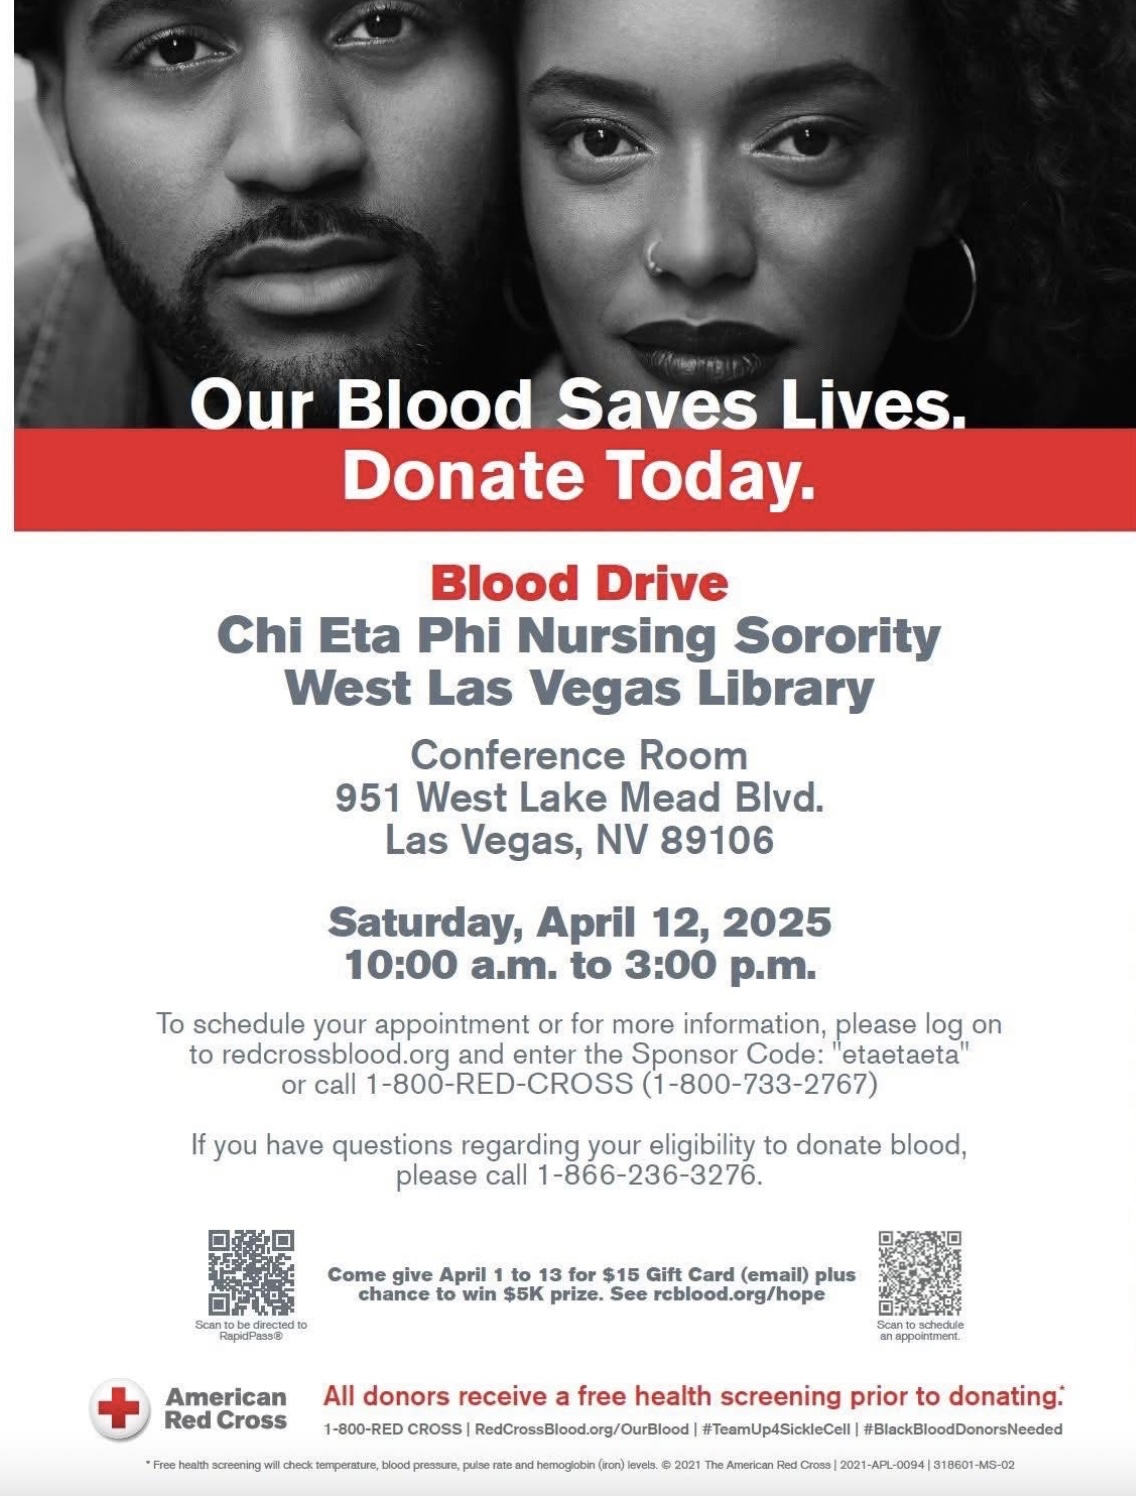 Our Blood Saves Lives.
Donate Today.
Blood Drive
Chi Eta Phi Nursing Sorority
West Las Vegas Library
Conference Room
951 West Lake Mead Blvd.
Las Vegas, NV 89106
Saturday, April 12, 2025
10:00 a.m. to 3:00 p.m.
To schedule your appointment or for more information, please log on
to redcrossblood.org and enter the Sponsor Code: "etaetaeta"
or call 1-800-RED-CROSS (1-800-733-2767)
If you have questions regarding your eligibility to donate blood,
please call 1-866-236-3276.
Scan to be directed to
RapidPass®
Come give April 1 to 13 for $15 Gift Card (email) plus
chance to win $5K prize. See rcblood.org/hope
Scan to schedule
an appointment.
American
Red Cross
All donors receive a free health screening prior to donating.*
1-800-RED CROSS | RedCrossBlood.org/OurBlood | #TeamUp4SickleCell | #BlackBloodDonorsNeeded
* Free health screening will check temperature, blood pressure, pulse rate and hemoglobin (iron) levels. © 2021 The American Red Cross | 2021-APL-0094 | 318601-MS-02